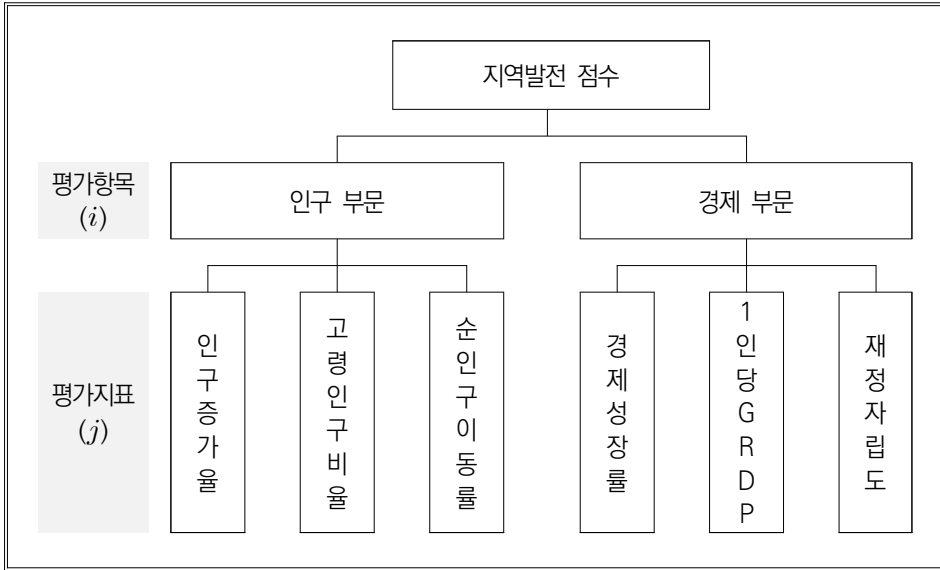 지역발전 점수
평가항목
(i)
인구 부문
경제 부문
평가지표
(j)
인구증가율
고령인구비율
순인구이동률
경제성장률
1인당GRDP
재정자립도